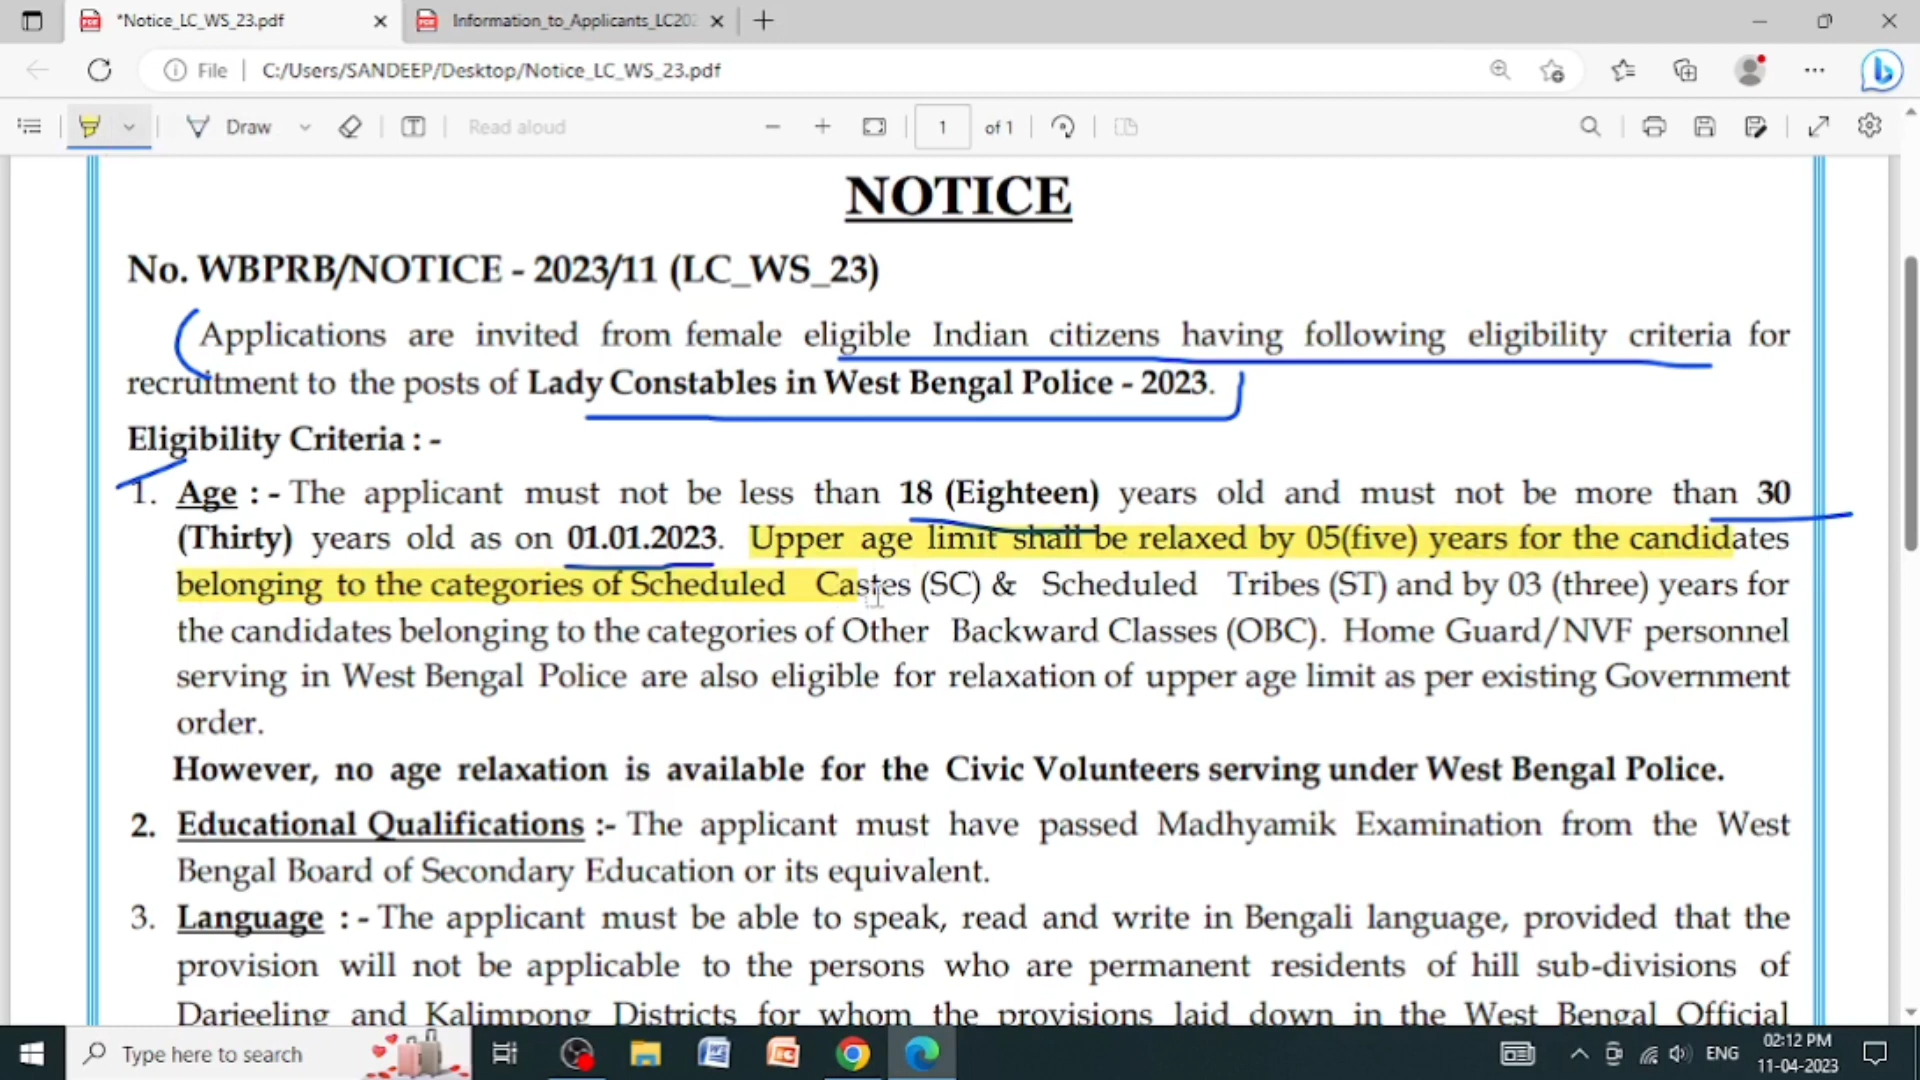 *Notice_LC_WS_23.pdf
Information_to_Applicants_LC202
File
C:/Users/SANDEEP/Desktop/Notice_LC_WS_23.pdf
Draw
Read aloud
1 of 1
NOTICE
No. WBPRB/NOTICE - 2023/11 (LC_WS_23)
Applications are invited from female eligible Indian citizens having following eligibility criteria for
recruitment to the posts of Lady Constables in West Bengal Police - 2023.
Eligibility Criteria : -
1. Age : - The applicant must not be less than 18 (Eighteen) years old and must not be more than 30
(Thirty) years old as on 01.01.2023. Upper age limit shall be relaxed by 05(five) years for the candidates
belonging to the categories of Scheduled Castes (SC) & Scheduled Tribes (ST) and by 03 (three) years for
the candidates belonging to the categories of Other Backward Classes (OBC). Home Guard/NVF personnel
serving in West Bengal Police are also eligible for relaxation of upper age limit as per existing Government
order.
However, no age relaxation is available for the Civic Volunteers serving under West Bengal Police.
2. Educational Qualifications :- The applicant must have passed Madhyamik Examination from the West
Bengal Board of Secondary Education or its equivalent.
3. Language : - The applicant must be able to speak, read and write in Bengali language, provided that the
provision will not be applicable to the persons who are permanent residents of hill sub-divisions of
Darjeeling and Kalimpong Districts for whom the provisions laid down in the West Bengal Official
Type here to search
ENG
02:12 PM
11-04-2023